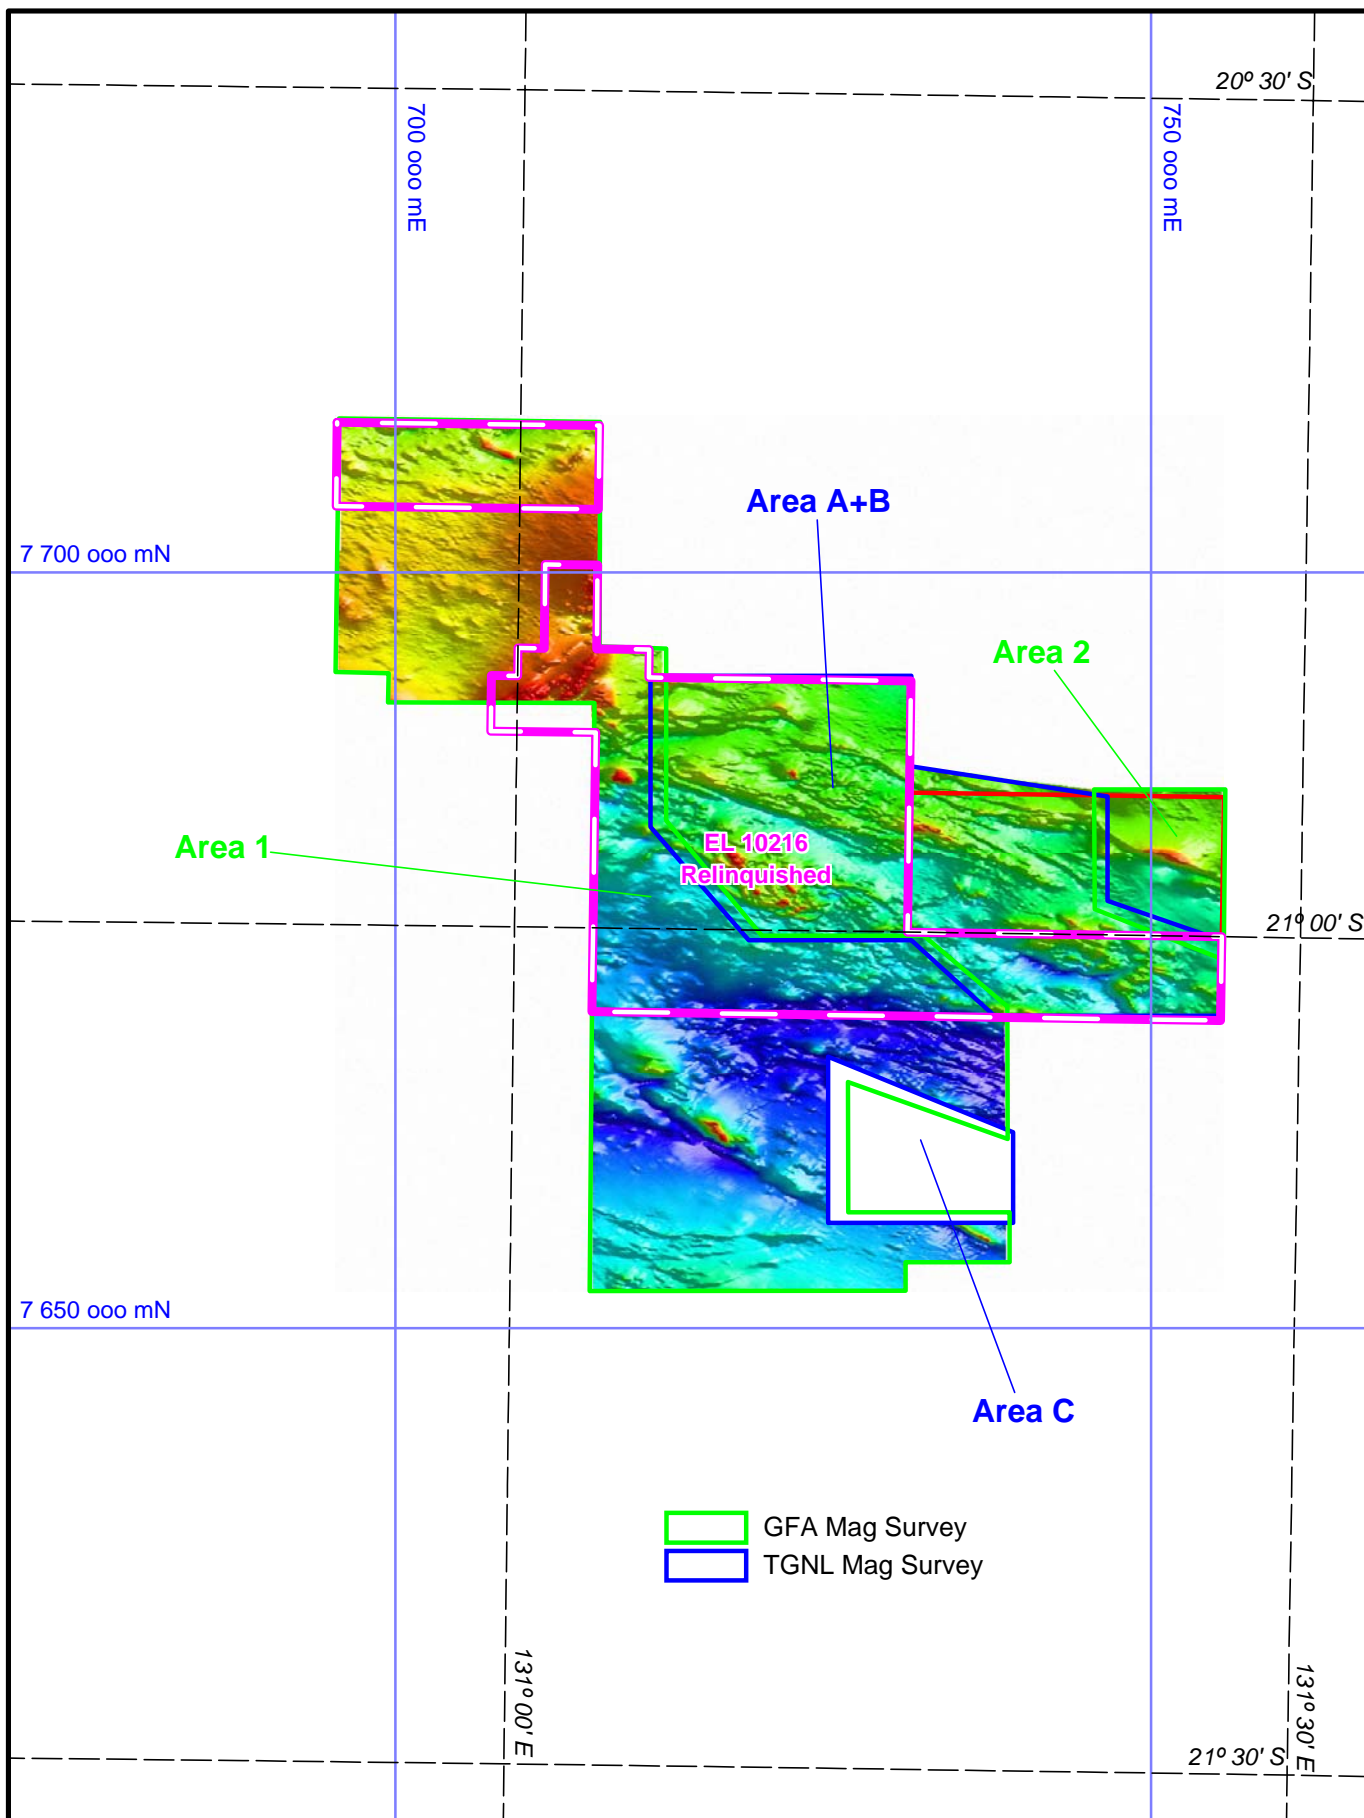 20º 30' S
700 ooo mE
750 ooo mE
Area A+B
7 700 ooo mN
Area 2
EL 10216
Relinquished
Area 1
21º 00' S
7 650 ooo mN
Area C
GFA Mag Survey
TGNL Mag Survey
131º 00' E
131º 30' E
21º 30' S